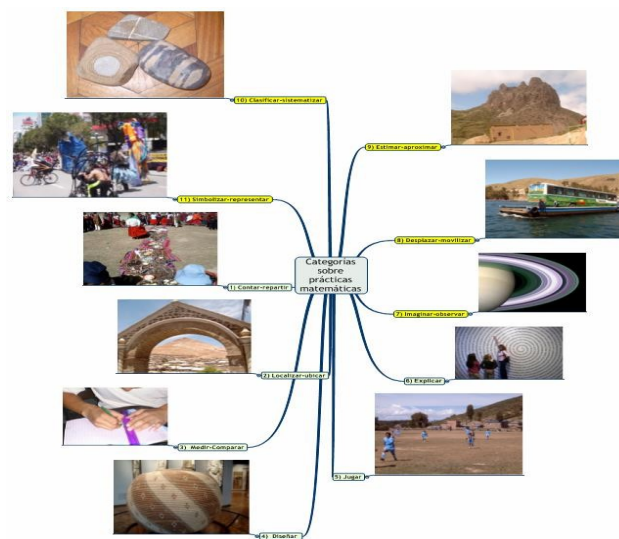 10) Clasificar-sistematizar
9) Estimar-aproximar
11) Simbolizar-representar
8) Desplazar-movilizar
Categorías
sobre
prácticas
matemáticas
1) Contar-repartir
7) Imaginar-observar
2) Localizar-ubicar
6) Explicar
3) Medir-Comparar
5) Jugar
4) Diseñar